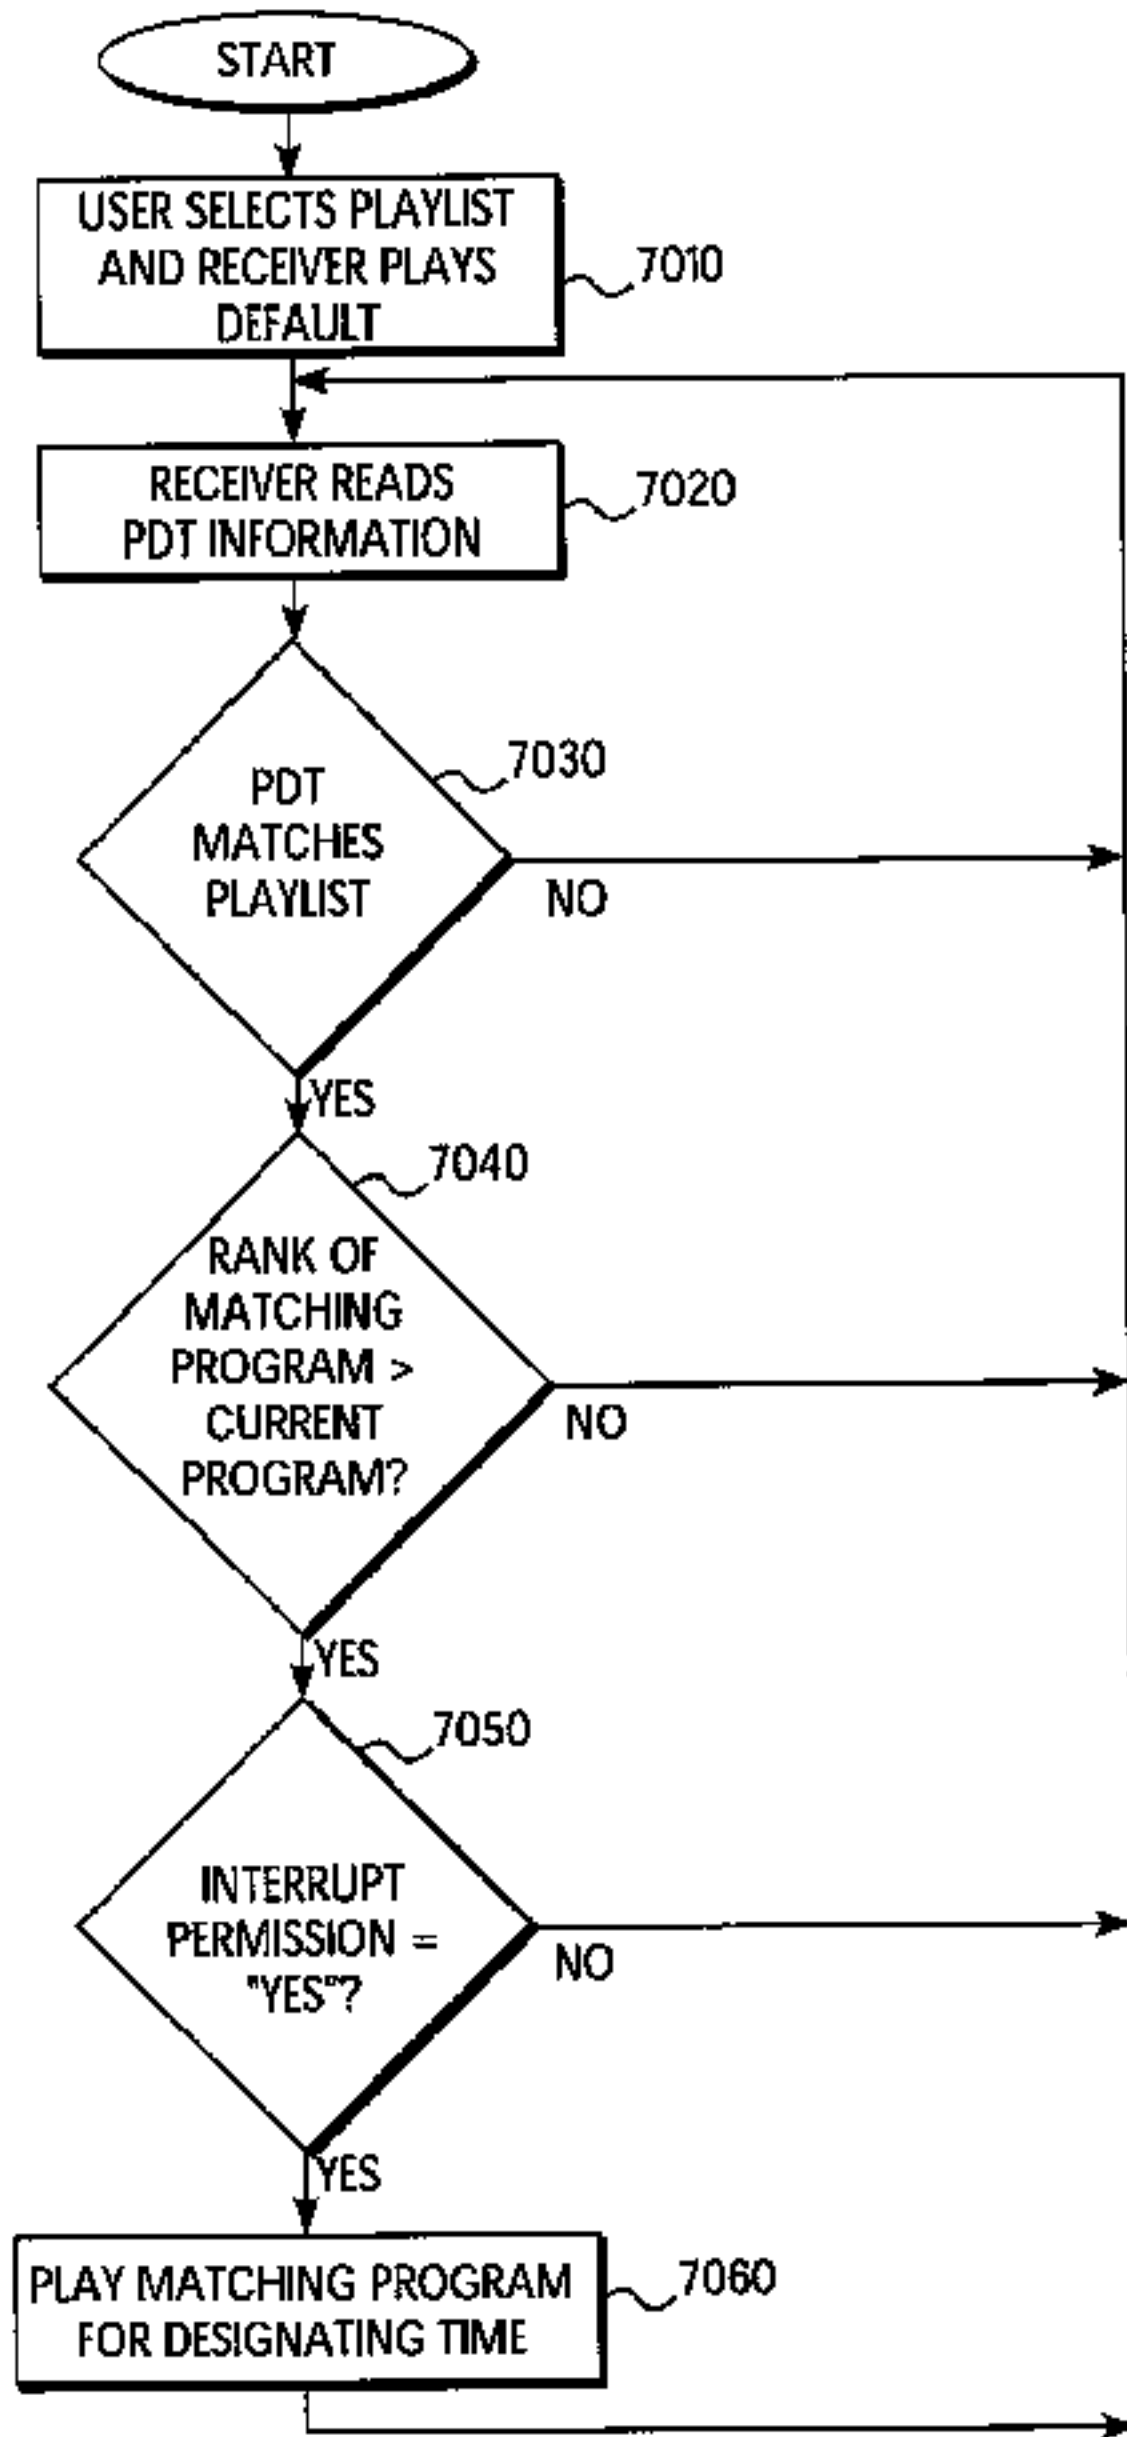 START
USER SELECTS PLAYLIST
AND RECEIVER PLAYS
DEFAULT
7010
RECEIVER READS
PDT INFORMATION
7020
PDT
MATCHES
PLAYLIST
7030
NO
YES
7040
RANK OF
MATCHING
PROGRAM >
CURRENT
PROGRAM?
NO
YES
7050
INTERRUPT
PERMISSION =
"YES"?
NO
YES
PLAY MATCHING PROGRAM
FOR DESIGNATING TIME
7060